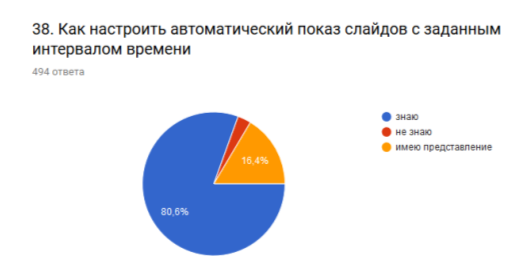 38. Как настроить автоматический показ слайдов с заданным
интервалом времени
494 ответа
знаю
не знаю
имею представление
16,4%
80,6%